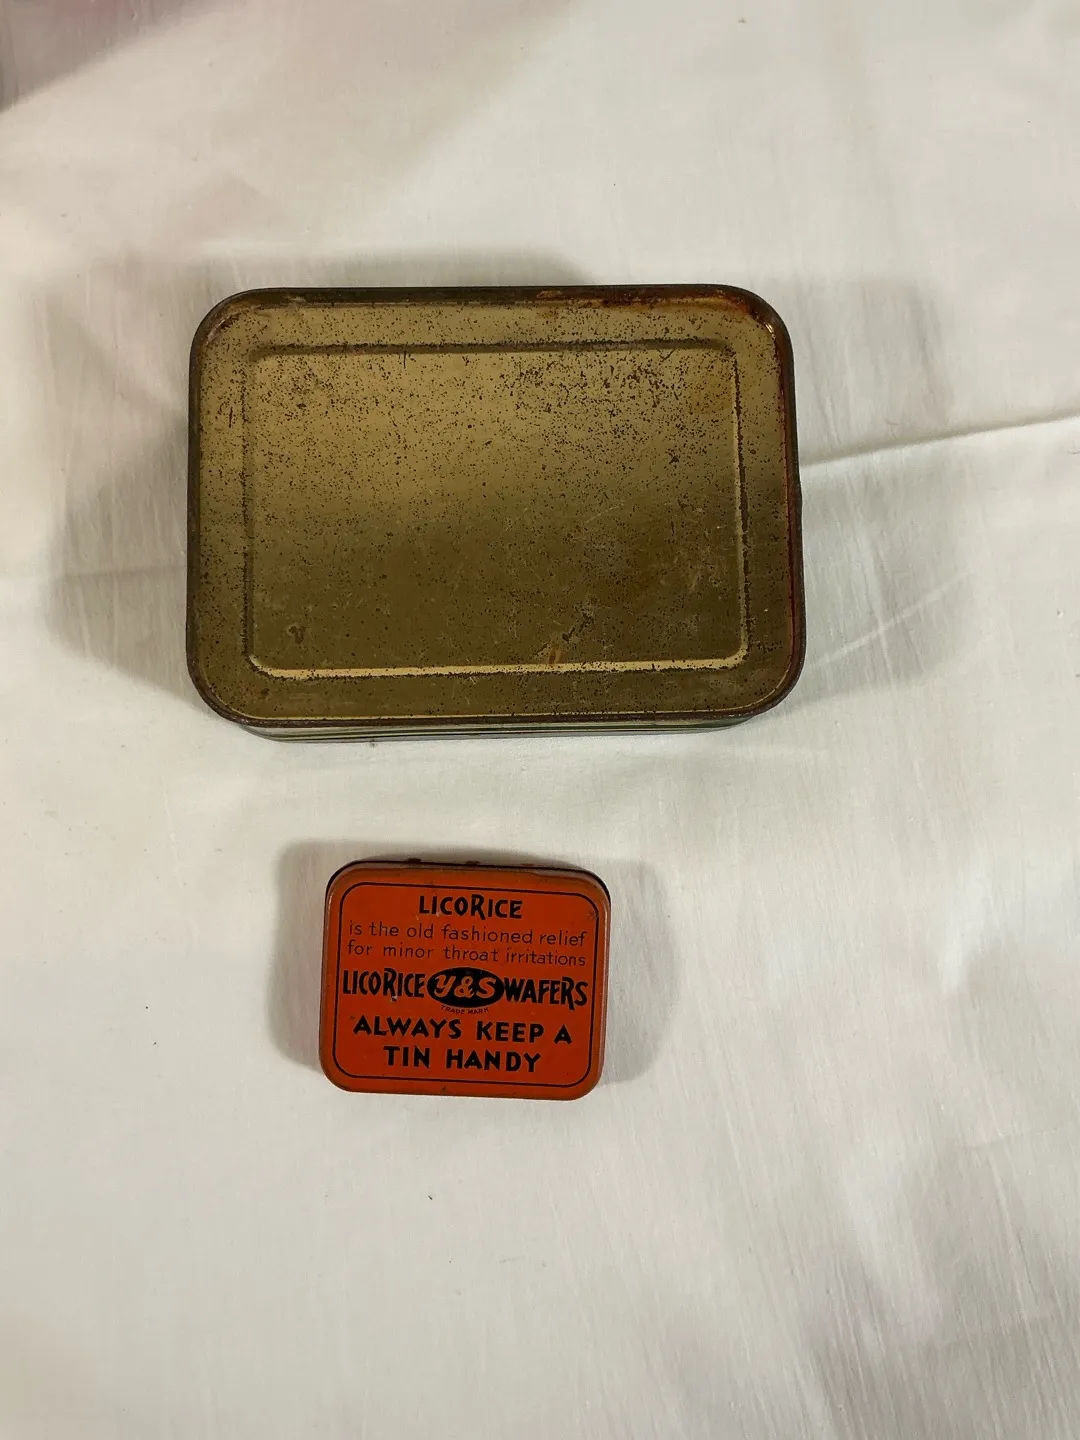 LICORICE
is the old fashioned relief
for minor throat irritations
LICORICE Y&S WAFERS
TRADE MARK
ALWAYS KEEP A
TIN HANDY